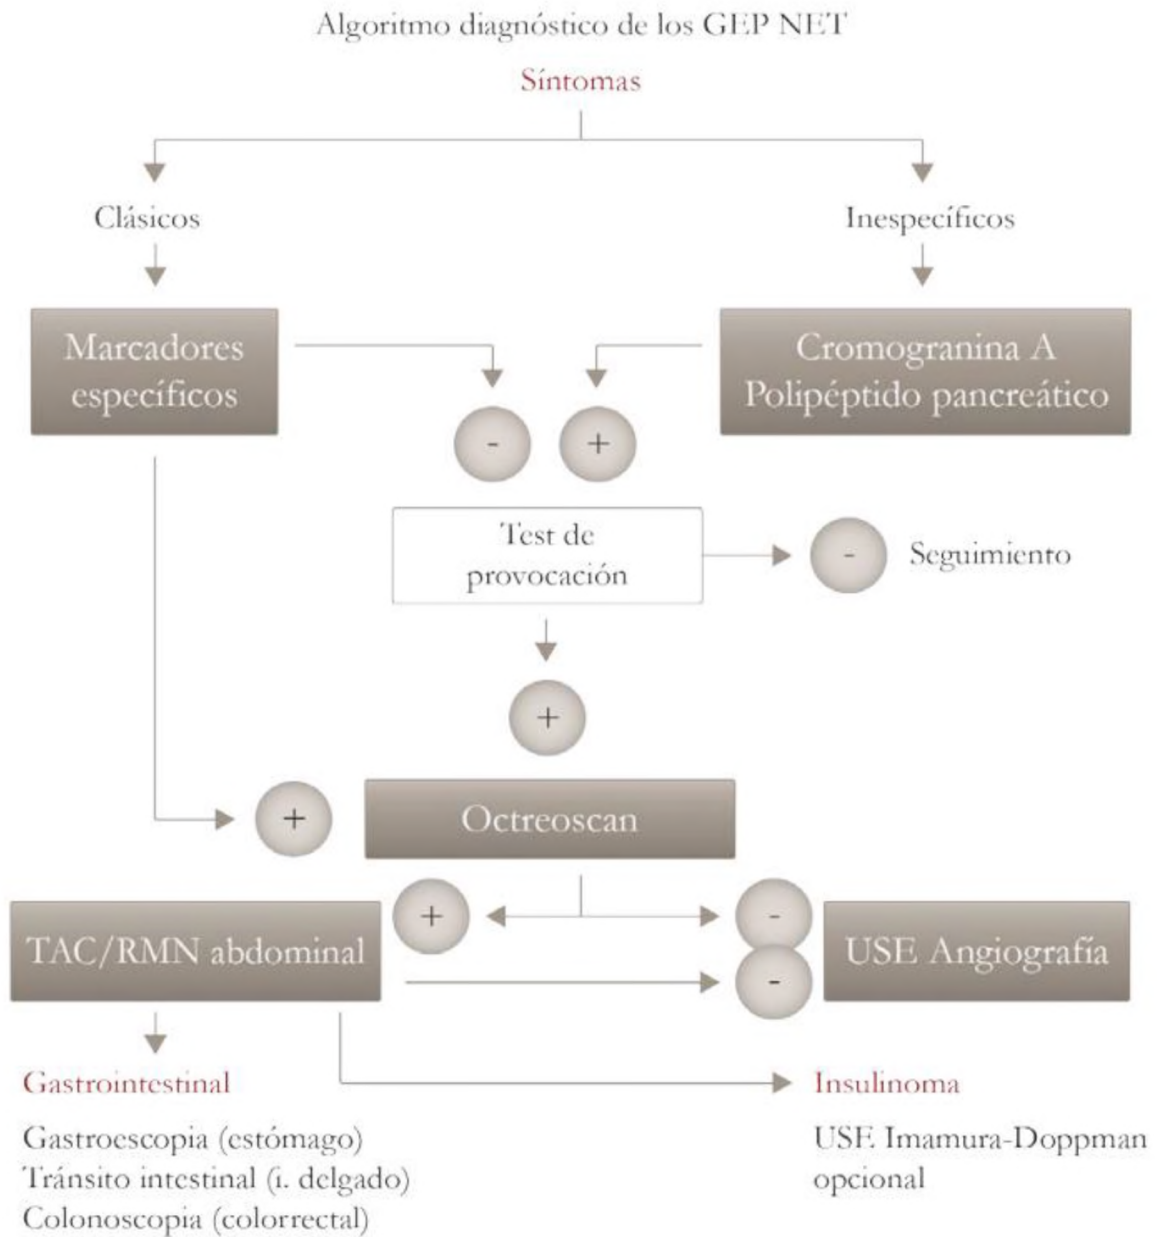 Algoritmo diagnóstico de los GEP NET
Síntomas
Clásicos
Inespecíficos
Marcadores
específicos
Cromogranina A
Polipéptido pancreático
-
+
Test de
provocación
-
Seguimiento
+
+
Octreoscan
+
-
TAC/RMN abdominal
-
USE Angiografía
Gastrointestinal
Gastroescopia (estómago)
Tránsito intestinal (i. delgado)
Colonoscopia (colorrectal)
Insulinoma
USE Imamura-Doppman
opcional